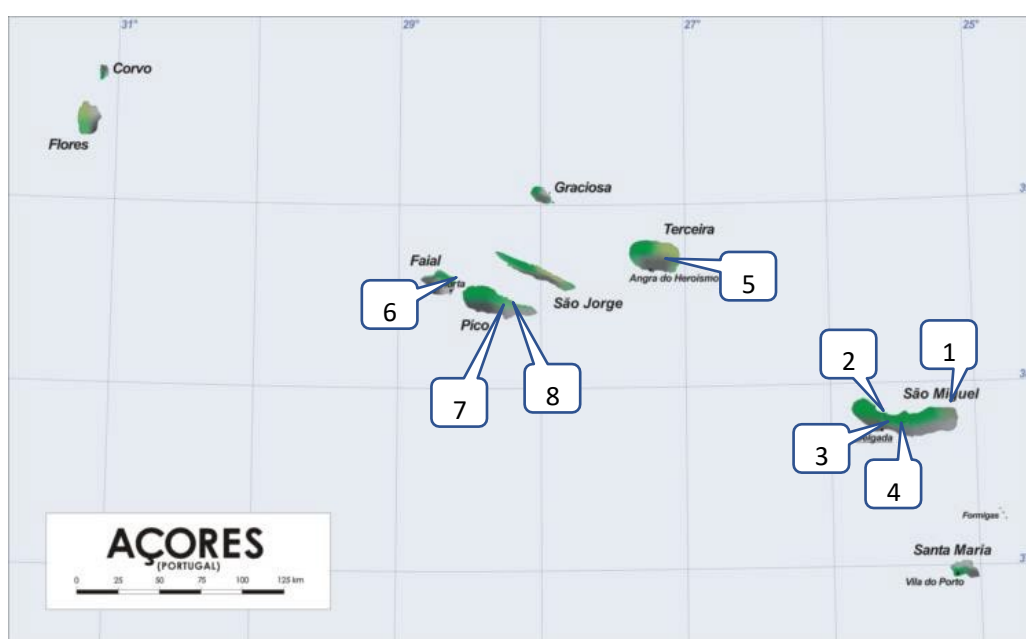 31°
29°
27°
25°
Corvo
Flores
Graciosa
Terceira
Angra do Heroísmo
5
Faial
6
São Jorge
Pico
7
8
2
1
São Miguel
3
4
Formigas
Santa Maria
Vila do Porto
AÇORES
(PORTUGAL)
0 25 50 75 100 125 km